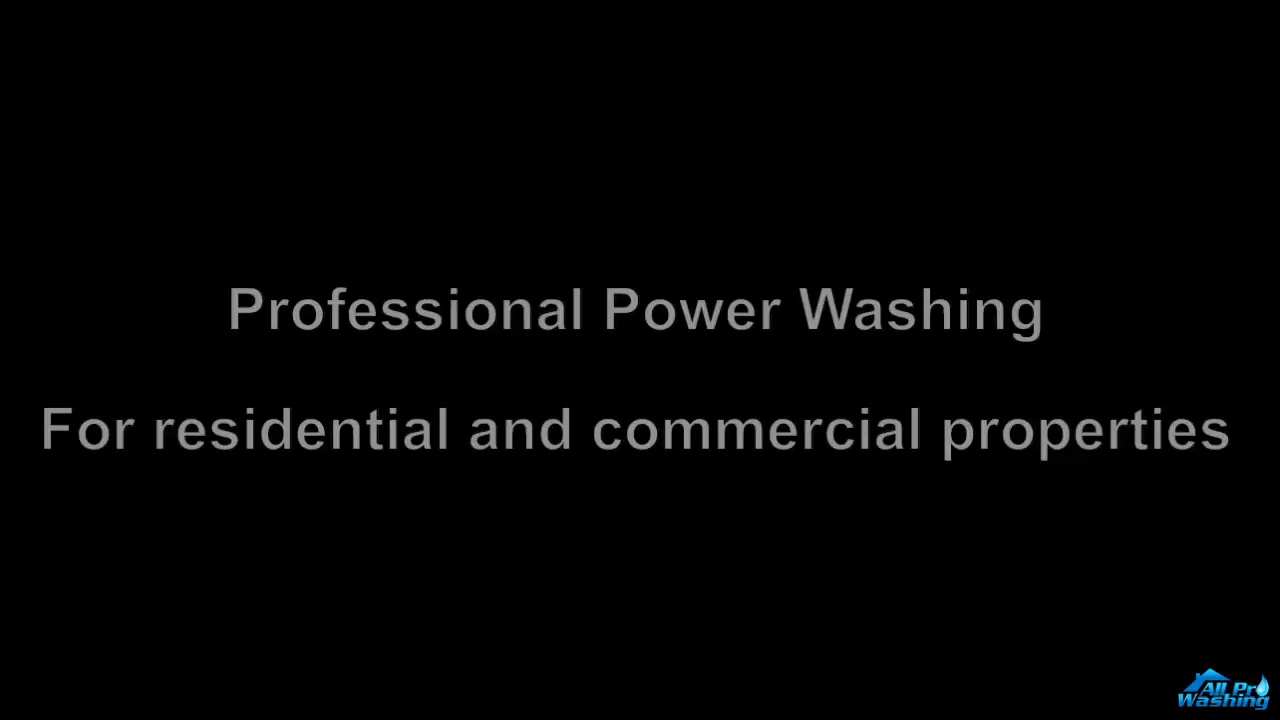 Professional Power Washing
For residential and commercial properties
All Pro
Washing